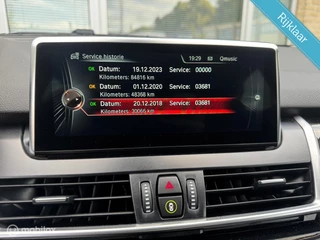 Rijklaar
Service historie 19:29 Qmusic
OK Datum: 19.12.2023 Service: 00000
Kilometers: 84816 km
OK Datum: 01.12.2020 Service: 03681
Kilometers: 48368 km
OK Datum: 20.12.2018 Service: 03681
Kilometers: 30066 km
mobilox